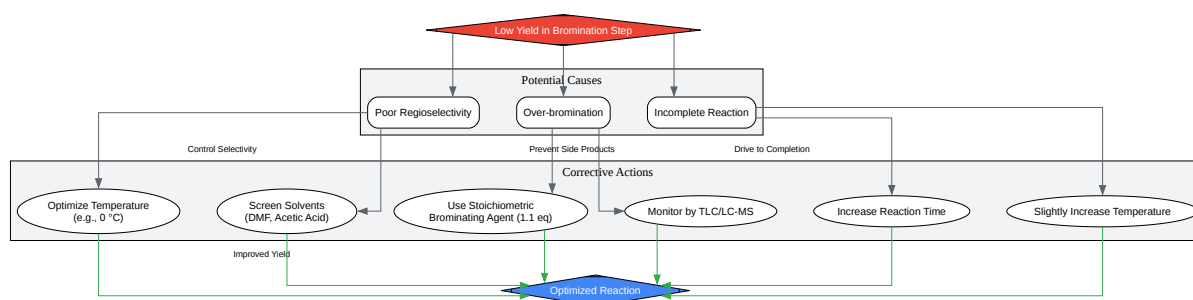 Low Yield in Bromination Step
Potential Causes
Poor Regioselectivity
Over-bromination
Incomplete Reaction
Control Selectivity
Prevent Side Products
Drive to Completion
Corrective Actions
Optimize Temperature
(e.g., 0 °C)
Screen Solvents
(DMF, Acetic Acid)
Use Stoichiometric
Brominating Agent (1.1 eq)
Monitor by TLC/LC-MS
Increase Reaction Time
Slightly Increase Temperature
Improved Yield
Optimized Reaction